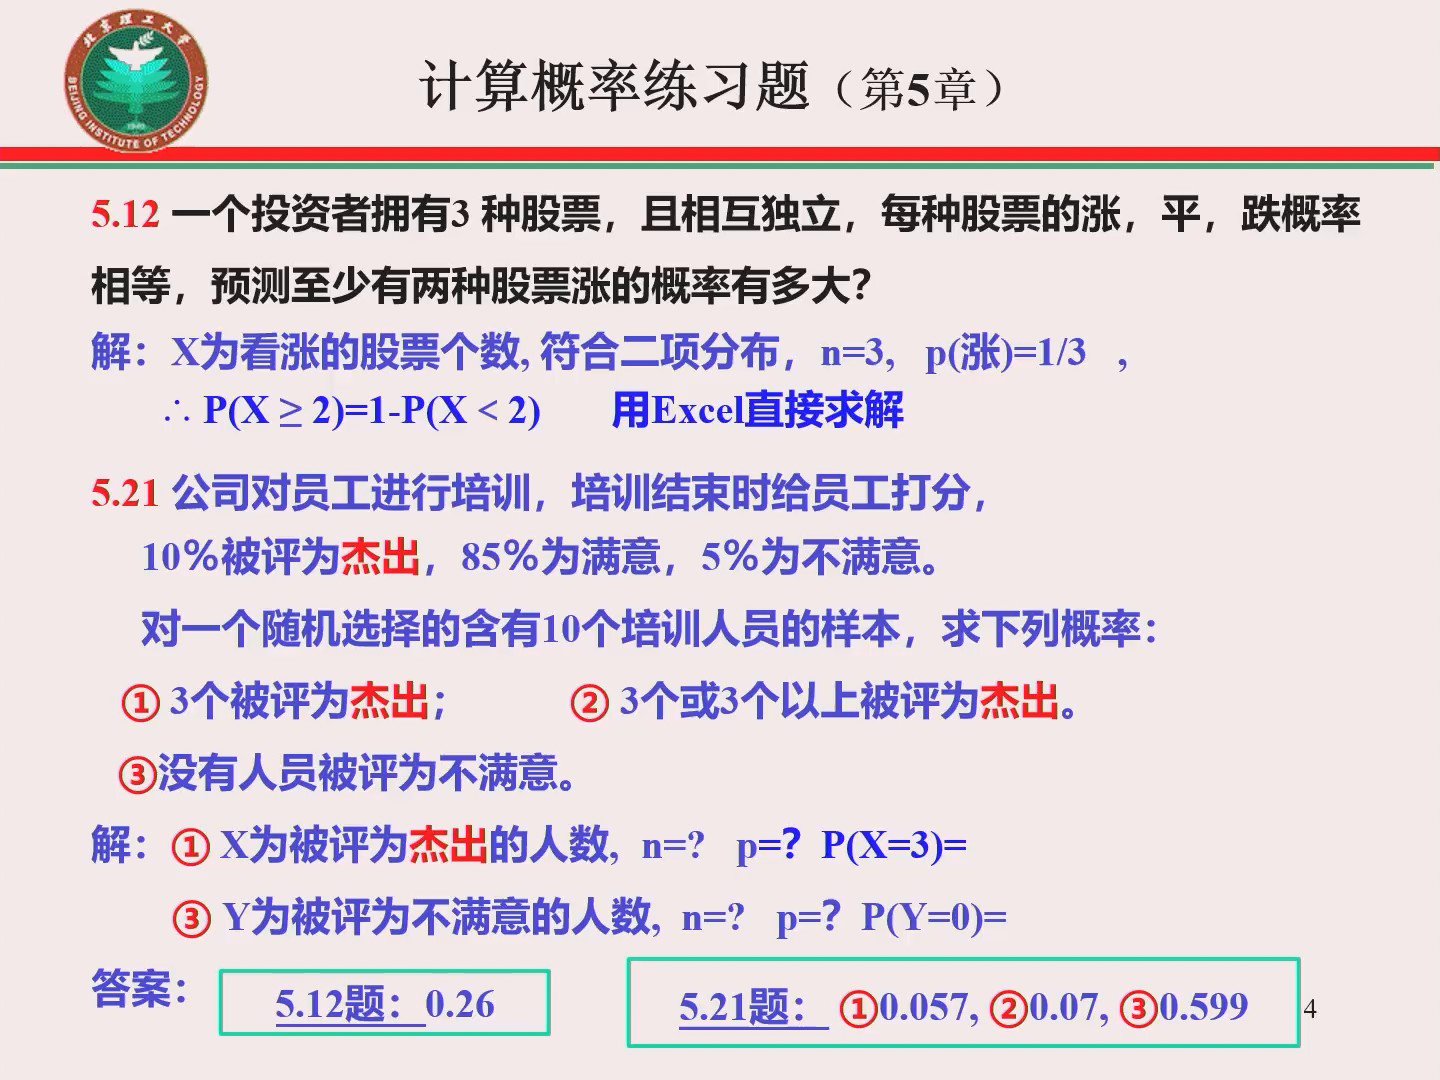 北京理工大学
BEIJING INSTITUTE OF TECHNOLOGY
1940
计算概率练习题（第5章）
5.12 一个投资者拥有3 种股票，且相互独立，每种股票的涨，平，跌概率
相等，预测至少有两种股票涨的概率有多大？
解：X为看涨的股票个数, 符合二项分布，n=3, p(涨)=1/3 ,
∴ P(X ≥ 2)=1-P(X < 2) 用Excel直接求解
5.21 公司对员工进行培训，培训结束时给员工打分，
10%被评为杰出，85%为满意，5%为不满意。
对一个随机选择的含有10个培训人员的样本，求下列概率：
① 3个被评为杰出； ② 3个或3个以上被评为杰出。
③没有人员被评为不满意。
解：① X为被评为杰出的人数, n=? p=？P(X=3)=
③ Y为被评为不满意的人数, n=? p=？P(Y=0)=
答案：
5.12题：0.26
5.21题： ①0.057, ②0.07, ③0.599
4